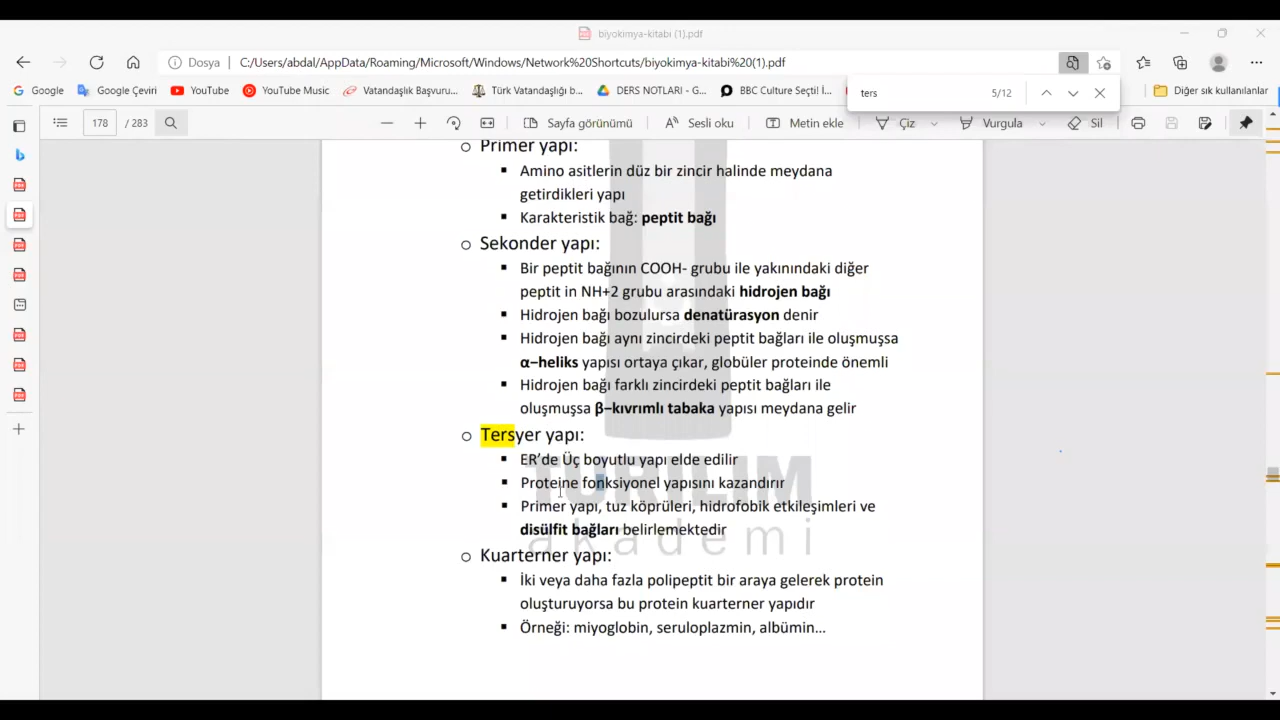 biyokimya-kitabi (1).pdf
Dosya C:/Users/abdal/AppData/Roaming/Microsoft/Windows/Network%20Shortcuts/biyokimya-kitabi%20(1).pdf
Google Google Çeviri YouTube YouTube Music Vatandaşlık Başvuru... Türk Vatandaşlığı b... DERS NOTLARI - G... BBC Culture Septi! İ... Diğer sık kullanılanlar
ters 5/12
178 / 283 Sayfa görünümü Sesli oku Metin ekle Çiz Vurgula Sil
o Primer yapı:
▪ Amino asitlerin düz bir zincir halinde meydana
getirdikleri yapı
▪ Karakteristik bağ: peptit bağı
o Sekonder yapı:
▪ Bir peptit bağının COOH- grubu ile yakınındaki diğer
peptit in NH+2 grubu arasındaki hidrojen bağı
▪ Hidrojen bağı bozulursa denatürasyon denir
▪ Hidrojen bağı aynı zincirdeki peptit bağları ile oluşmuşsa
α−heliks yapısı ortaya çıkar, globüler proteinde önemli
▪ Hidrojen bağı farklı zincirdeki peptit bağları ile
oluşmuşsa β−kıvrımlı tabaka yapısı meydana gelir
o Tersyer yapı:
▪ ER’de Üç boyutlu yapı elde edilir
▪ Proteine fonksiyonel yapısını kazandırır
▪ Primer yapı, tuz köprüleri, hidrofobik etkileşimleri ve
disülfit bağları belirlemektedir
o Kuarterner yapı:
▪ İki veya daha fazla polipeptit bir araya gelerek protein
oluşturuyorsa bu protein kuarterner yapıdır
▪ Örneği: miyoglobin, seruloplazmin, albümin...
akademi